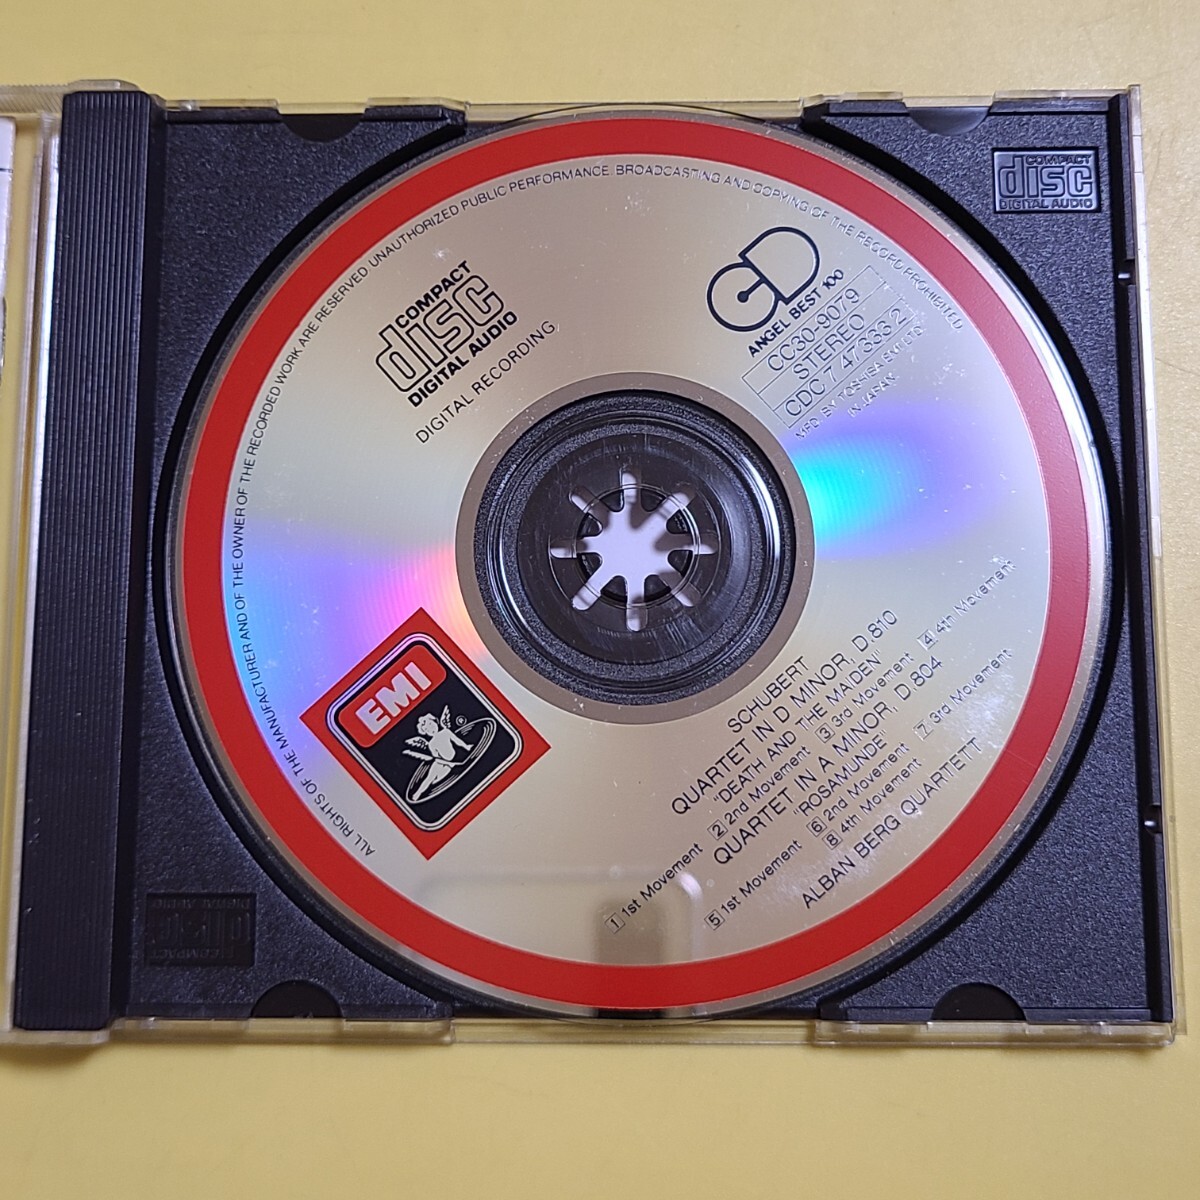 ALL RIGHTS OF THE MANUFACTURER AND OF THE OWNER OF THE RECORDED WORK ARE RESERVED. UNAUTHORIZED PUBLIC PERFORMANCE. BROADCASTING AND COPYING OF THE RECORD PROHIBITED.
COMPACT
disc
DIGITAL AUDIO
DIGITAL RECORDING
CD
ANGEL BEST 100
CC30-9079
STEREO
CDC 7 47333 2
MFD. BY TOSHIBA-EMI LTD.
IN JAPAN.
COMPACT
disc
DIGITAL AUDIO
EMI
®
SCHUBERT
QUARTET IN D MINOR, D.810
"DEATH AND THE MAIDEN"
1 1st Movement 2 2nd Movement 3 3rd Movement 4 4th Movement
QUARTET IN A MINOR, D.804
"ROSAMUNDE"
5 1st Movement 6 2nd Movement 7 3rd Movement
8 4th Movement
ALBAN BERG QUARTETT
COMPACT
disc
DIGITAL AUDIO